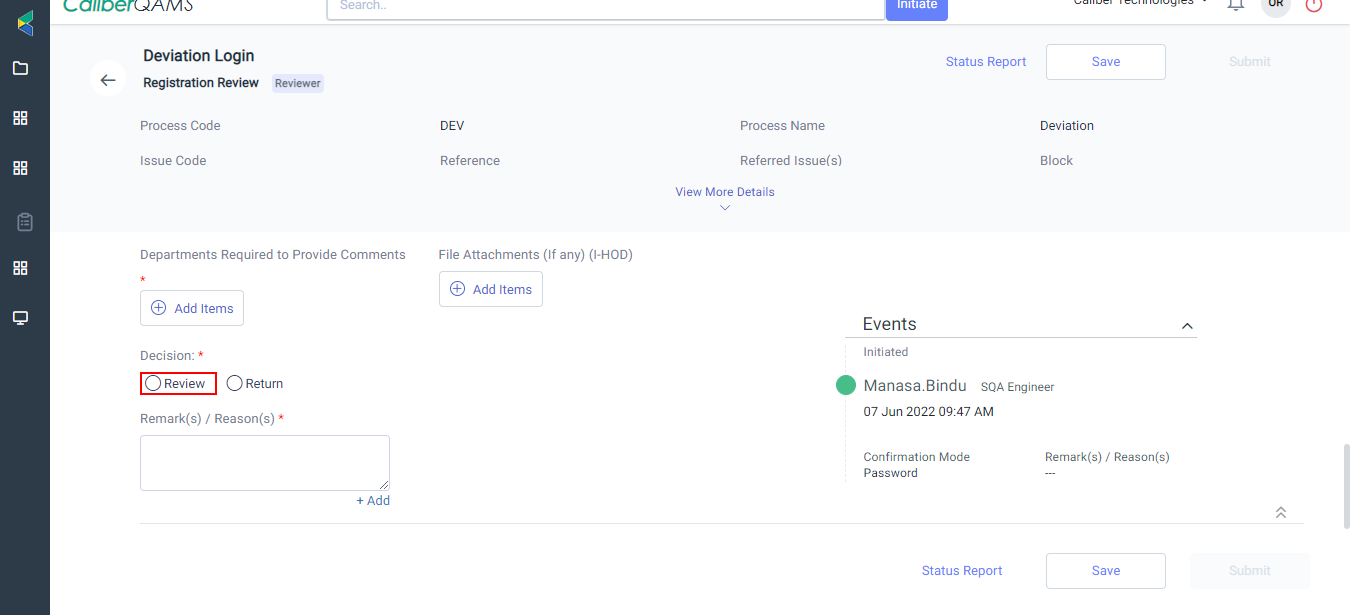 CaliberQAMS
Search..
Initiate
Caliber Technologies
OR
Deviation Login
Registration Review Reviewer
Status Report Save Submit
Process Code DEV Process Name Deviation
Issue Code Reference Referred Issue(s) Block
View More Details
Departments Required to Provide Comments
*
Add Items
File Attachments (If any) (I-HOD)
Add Items
Decision: *
Review Return
Remark(s) / Reason(s) *
+ Add
Events
Initiated
Manasa.Bindu SQA Engineer
07 Jun 2022 09:47 AM
Confirmation Mode Remark(s) / Reason(s)
Password ---
Status Report Save Submit